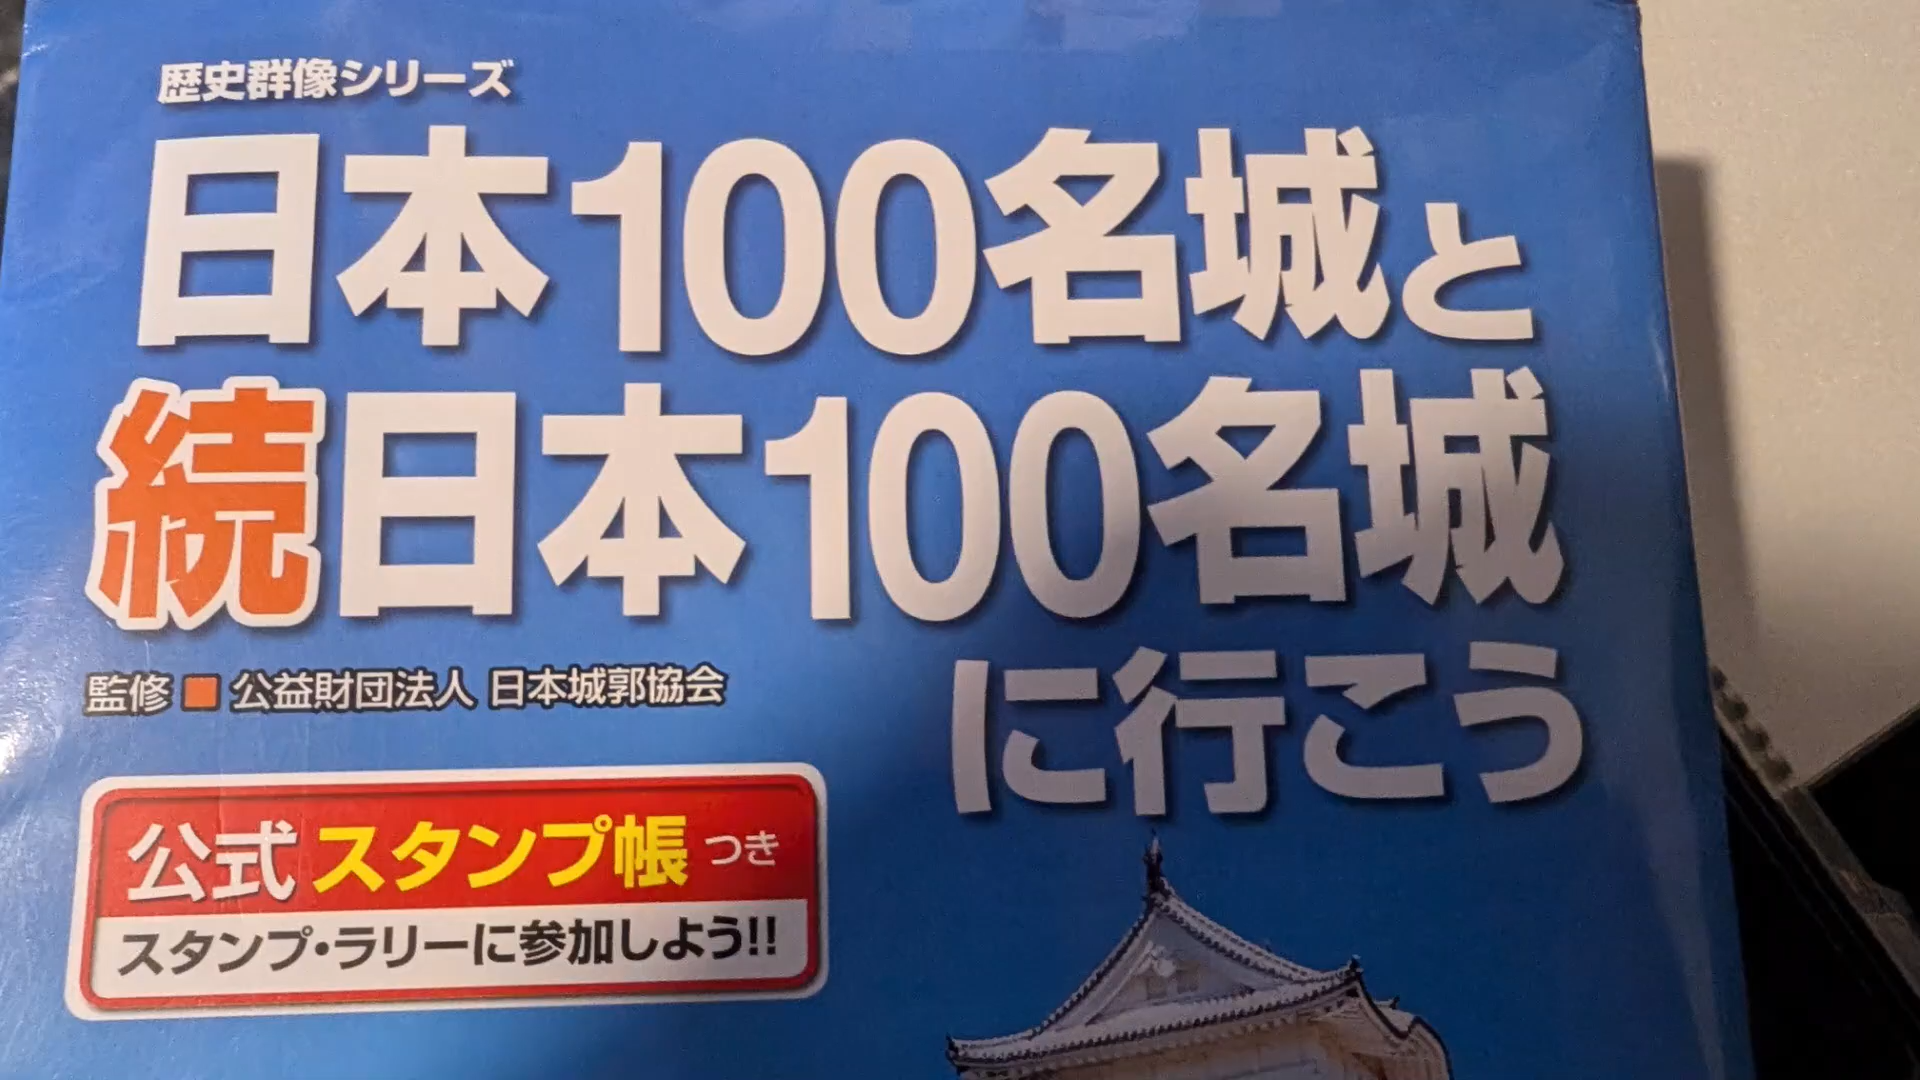 歴史群像シリーズ
日本100名城と
続日本100名城
に行こう
監修■公益財団法人 日本城郭協会
公式スタンプ帳つき
スタンプ・ラリーに参加しよう!!